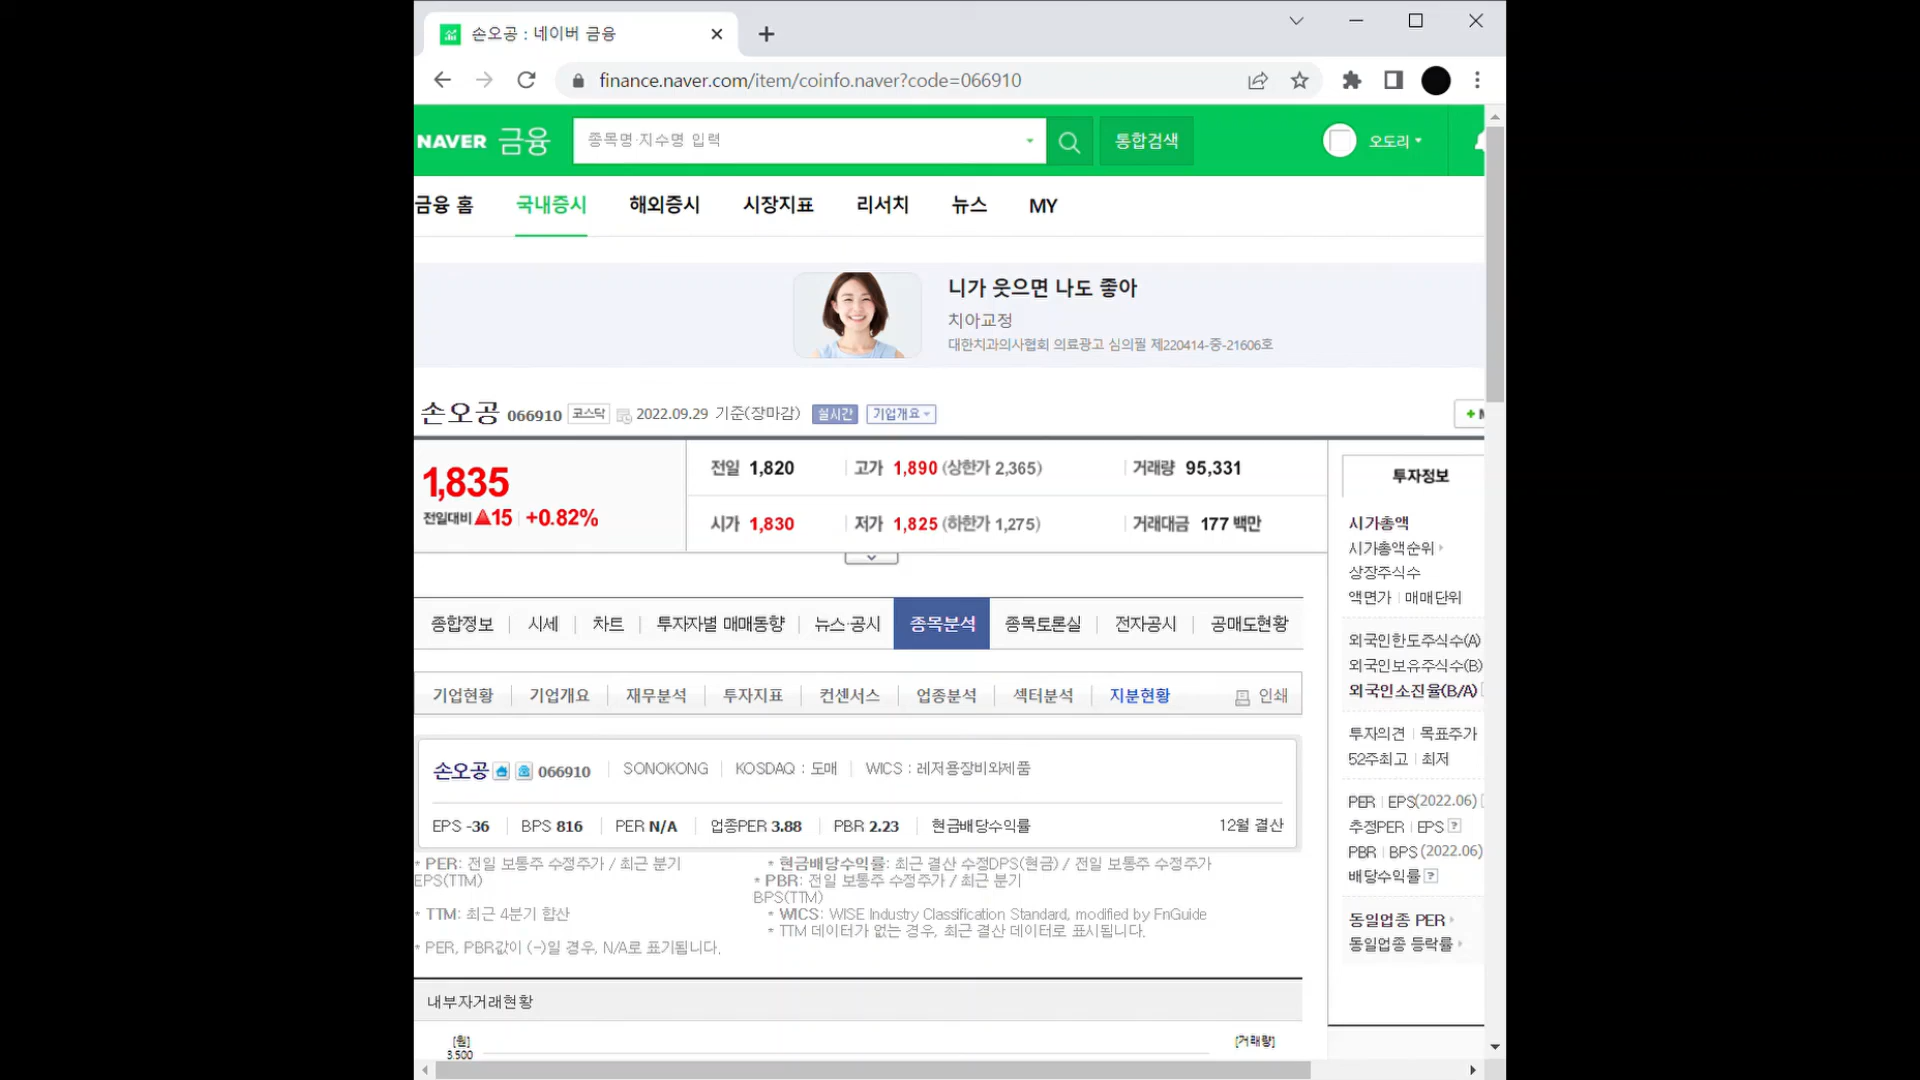 손오공 : 네이버 금융
finance.naver.com/item/coinfo.naver?code=066910
NAVER 금융
종목명·지수명 입력
통합검색
오도리
금융 홈 국내증시 해외증시 시장지표 리서치 뉴스 MY
니가 웃으면 나도 좋아
치아교정
대한치과의사협회 의료광고 심의필 제220414-중-21606호
손오공 066910 코스닥 2022.09.29 기준(장마감) 실시간 기업개요
1,835
전일대비 ▲15 +0.82%
전일 1,820 고가 1,890 (상한가 2,365) 거래량 95,331
시가 1,830 저가 1,825 (하한가 1,275) 거래대금 177 백만
종합정보 시세 차트 투자자별 매매동향 뉴스·공시 종목분석 종목토론실 전자공시 공매도현황
기업현황 기업개요 재무분석 투자지표 컨센서스 업종분석 섹터분석 지분현황 인쇄
손오공 066910 SONOKONG KOSDAQ : 도매 WICS : 레저용장비와제품
EPS -36 BPS 816 PER N/A 업종PER 3.88 PBR 2.23 현금배당수익률 12월 결산
* PER: 전일 보통주 수정주가 / 최근 분기
EPS(TTM)
* TTM: 최근 4분기 합산
* PER, PBR값이 (-)일 경우, N/A로 표기됩니다.
* 현금배당수익률: 최근 결산 수정DPS(현금) / 전일 보통주 수정주가
* PBR: 전일 보통주 수정주가 / 최근 분기
BPS(TTM)
* WICS: WISE Industry Classification Standard, modified by FnGuide
* TTM 데이터가 없는 경우, 최근 결산 데이터로 표시됩니다.
내부자거래현황
[원]
3,500
[거래량]
투자정보
시가총액
시가총액순위
상장주식수
액면가 매매단위
외국인한도주식수(A)
외국인보유주식수(B)
외국인소진율(B/A)
투자의견 목표주가
52주최고 최저
PER EPS(2022.06)
추정PER EPS ?
PBR BPS (2022.06)
배당수익률 ?
동일업종 PER
동일업종 등락률